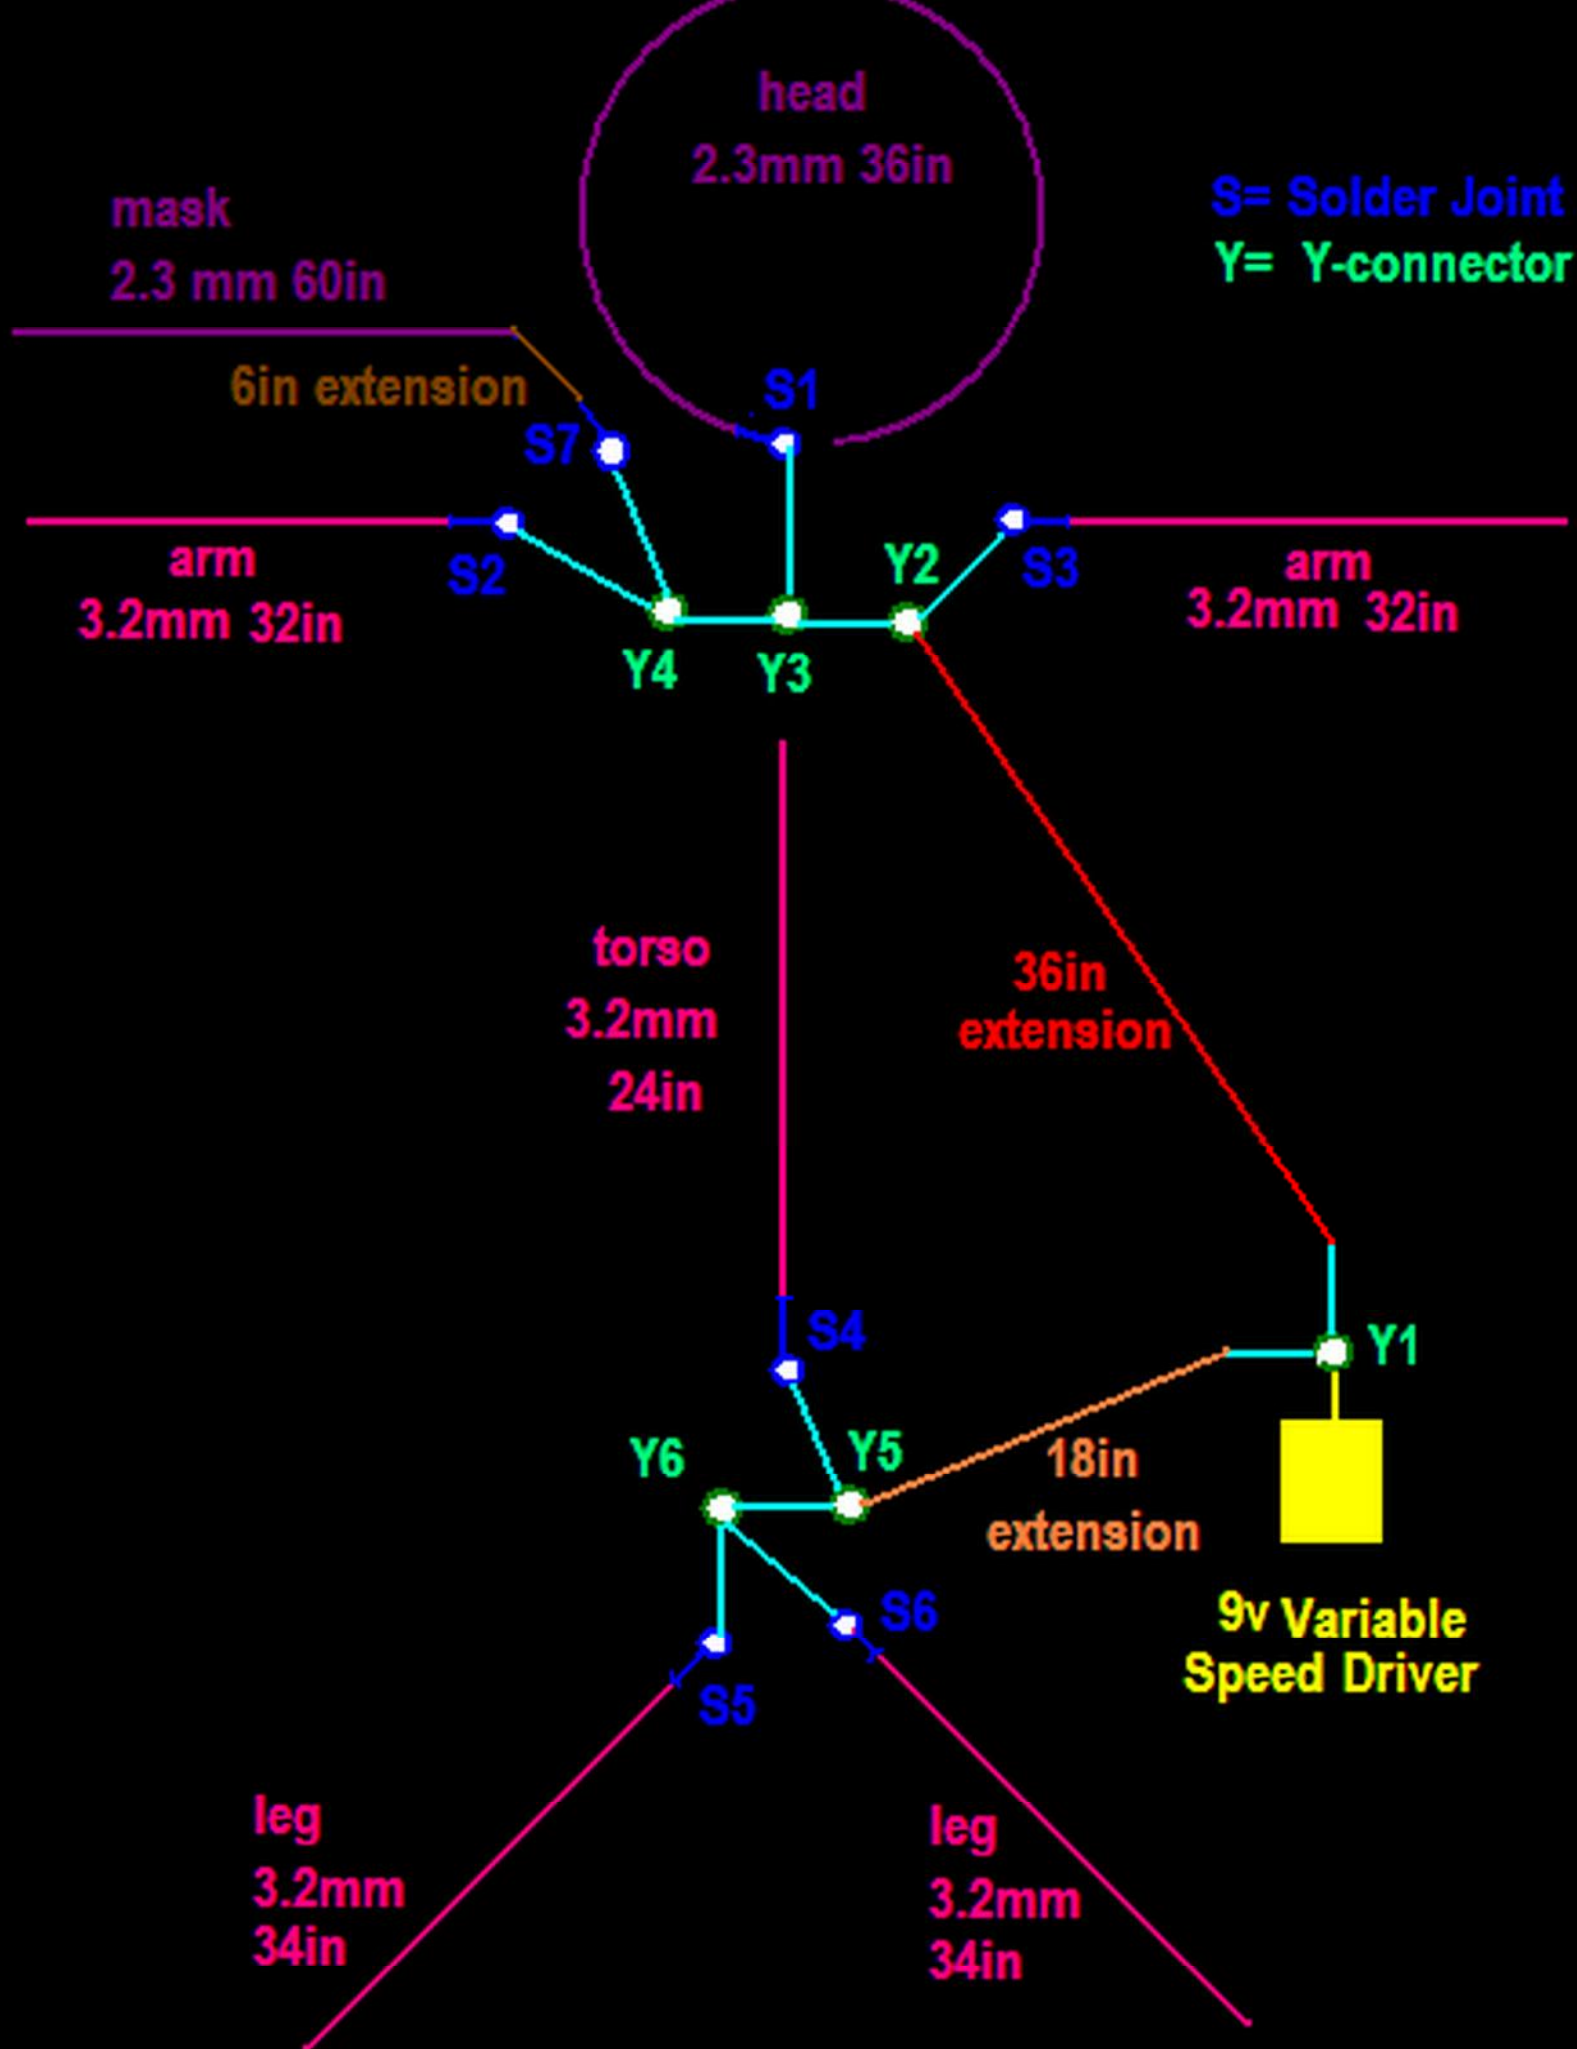 head
2.3mm 36in
S= Solder Joint
Y= Y-connector
mask
2.3 mm 60in
6in extension
S1
S7
S2
arm
3.2mm 32in
Y2
S3
arm
3.2mm 32in
Y4
Y3
torso
3.2mm
24in
36in
extension
S4
Y1
Y6
Y5
18in
extension
S6
S5
9v Variable
Speed Driver
leg
3.2mm
34in
leg
3.2mm
34in